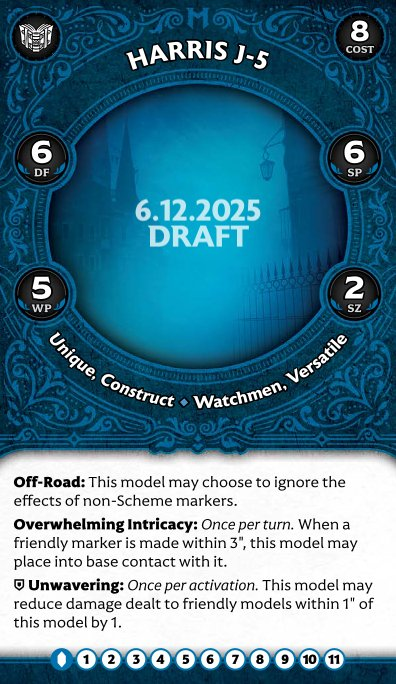 HARRIS J-5
8
COST
6
DF
6
SP
6.12.2025
DRAFT
5
WP
2
SZ
Unique, Construct ◆ Watchmen, Versatile
Off-Road: This model may choose to ignore the
effects of non-Scheme markers.
Overwhelming Intricacy: Once per turn. When a
friendly marker is made within 3", this model may
place into base contact with it.
Unwavering: Once per activation. This model may
reduce damage dealt to friendly models within 1" of
this model by 1.
1 2 3 4 5 6 7 8 9 10 11